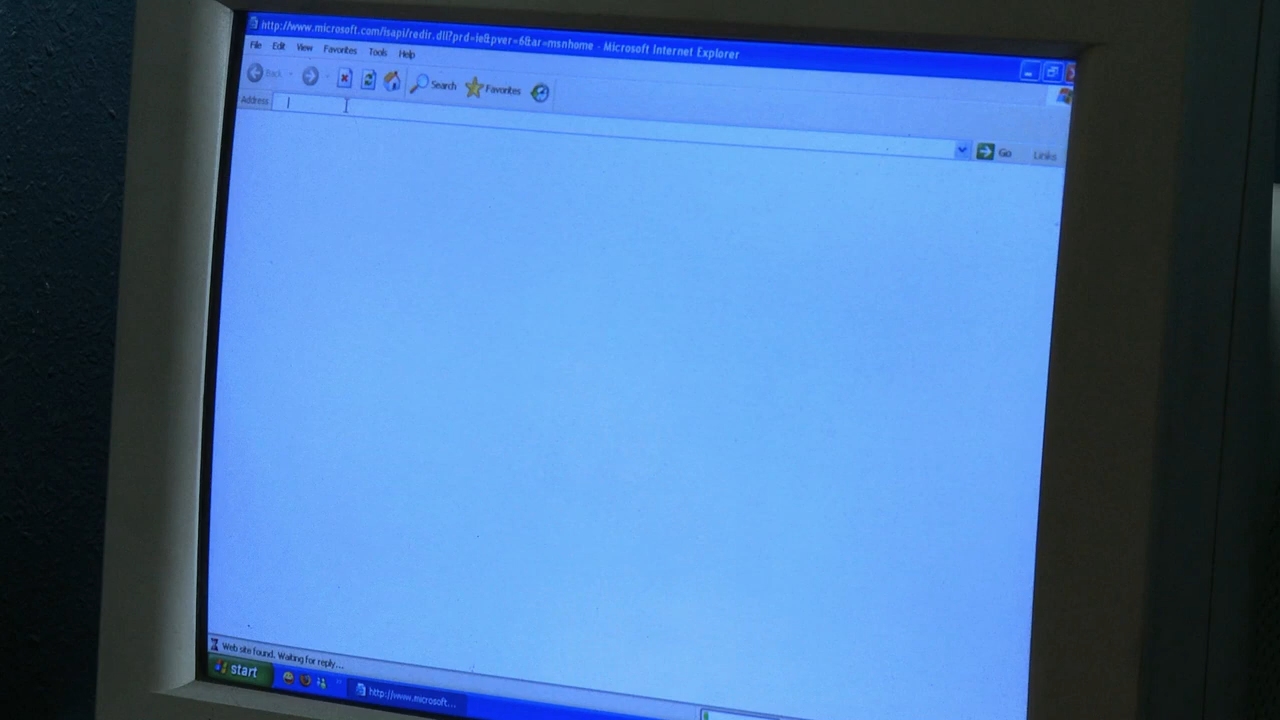 http://www.microsoft.com/isapi/redir.dll?prd=ie&pver=6&ar=msnhome - Microsoft Internet Explorer
File Edit View Favorites Tools Help
Back Search Favorites
Address Go Links
Web site found. Waiting for reply...
start http://www.microsoft...